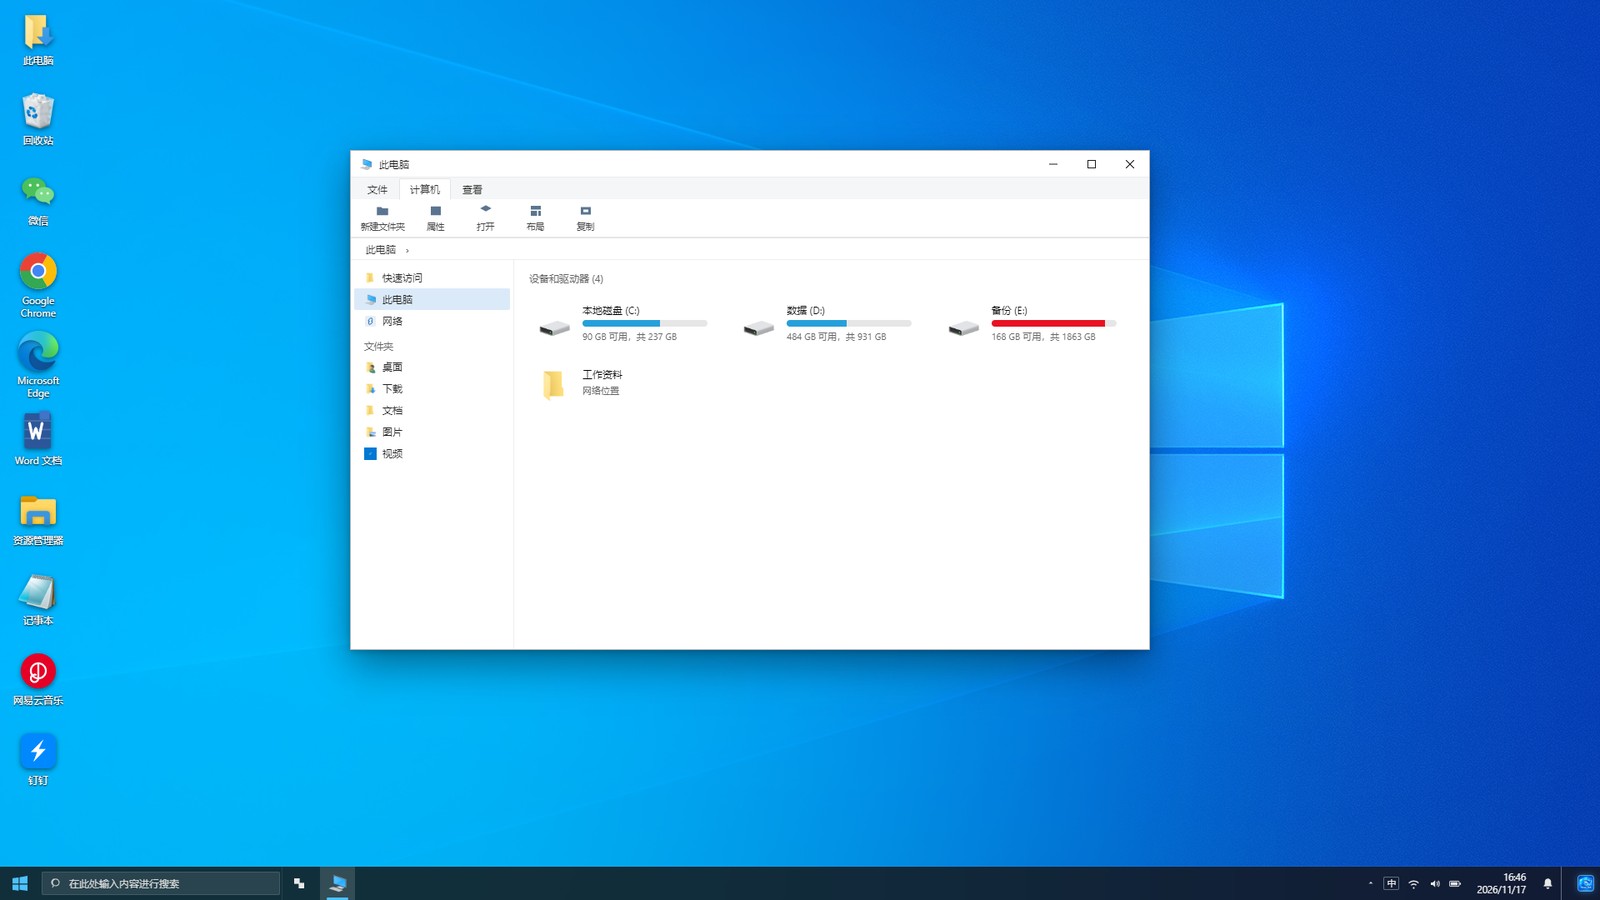 此电脑
回收站
微信
Google
Chrome
Microsoft
Edge
Word 文档
资源管理器
记事本
网易云音乐
钉钉
此电脑
文件 计算机 查看
新建文件夹 属性 打开 布局 复制
此电脑 ›
快速访问
此电脑
网络
文件夹
桌面
下载
文档
图片
视频
设备和驱动器 (4)
本地磁盘 (C:)
90 GB 可用，共 237 GB
数据 (D:)
484 GB 可用，共 931 GB
备份 (E:)
168 GB 可用，共 1863 GB
工作资料
网络位置
在此处输入内容进行搜索
中
16:46
2026/11/17